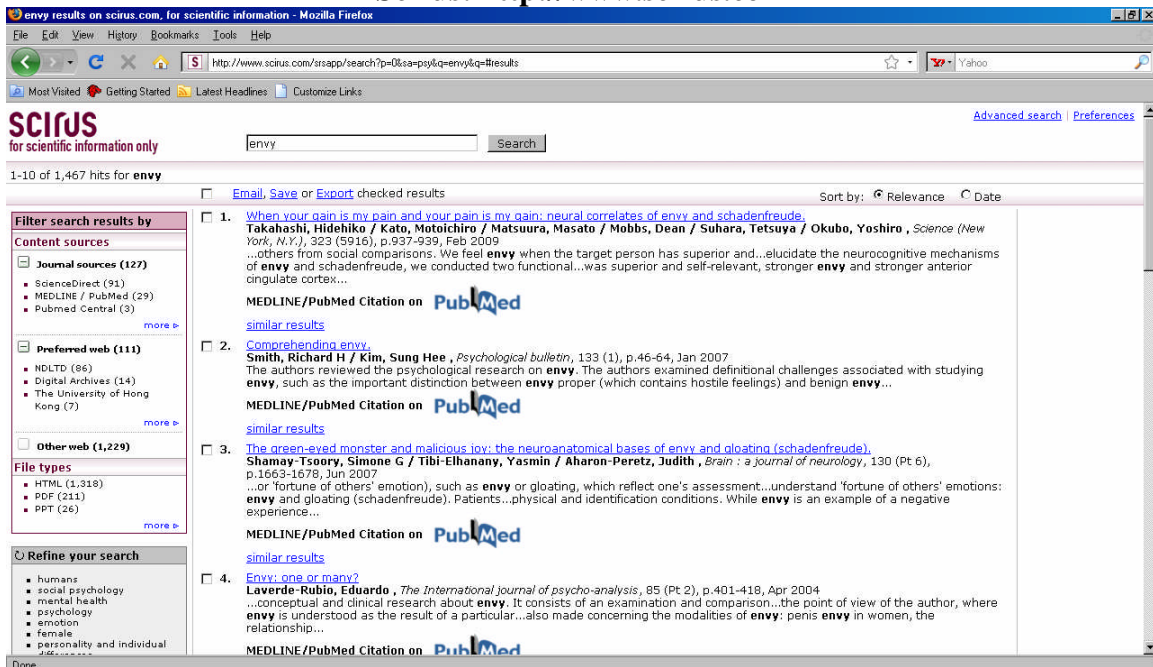 envy results on scirus.com, for scientific information - Mozilla Firefox
File Edit View History Bookmarks Tools Help
S http://www.scirus.com/srsapp/search?p=0&sa=psy&q=envy&q=#results
Yahoo
Most Visited Getting Started Latest Headlines Customize Links
Advanced search | Preferences
SCIRUS
for scientific information only
envy Search
1-10 of 1,467 hits for envy
Email, Save or Export checked results
Sort by: Relevance Date
Filter search results by
Content sources
Journal sources (127)
ScienceDirect (91)
MEDLINE / PubMed (29)
Pubmed Central (3)
more
Preferred web (111)
NDLTD (86)
Digital Archives (14)
The University of Hong
Kong (7)
more
Other web (1,229)
File types
HTML (1,318)
PDF (211)
PPT (26)
more
Refine your search
humans
social psychology
mental health
psychology
emotion
female
personality and individual
1. When your gain is my pain and your pain is my gain: neural correlates of envy and schadenfreude.
Takahashi, Hidehiko / Kato, Motoichiro / Matsuura, Masato / Mobbs, Dean / Suhara, Tetsuya / Okubo, Yoshiro , Science (New
York, N.Y.), 323 (5916), p.937-939, Feb 2009
...others from social comparisons. We feel envy when the target person has superior and...elucidate the neurocognitive mechanisms
of envy and schadenfreude, we conducted two functional...was superior and self-relevant, stronger envy and stronger anterior
cingulate cortex...
MEDLINE/PubMed Citation on PubMed
similar results
2. Comprehending envy.
Smith, Richard H / Kim, Sung Hee , Psychological bulletin, 133 (1), p.46-64, Jan 2007
The authors reviewed the psychological research on envy. The authors examined definitional challenges associated with studying
envy, such as the important distinction between envy proper (which contains hostile feelings) and benign envy...
MEDLINE/PubMed Citation on PubMed
similar results
3. The green-eyed monster and malicious joy: the neuroanatomical bases of envy and gloating (schadenfreude).
Shamay-Tsoory, Simone G / Tibi-Elhanany, Yasmin / Aharon-Peretz, Judith , Brain : a journal of neurology, 130 (Pt 6),
p.1663-1678, Jun 2007
...or 'fortune of others' emotion), such as envy or gloating, which reflect one's assessment...understand 'fortune of others' emotions:
envy and gloating (schadenfreude). Patients...physical and identification conditions. While envy is an example of a negative
experience...
MEDLINE/PubMed Citation on PubMed
similar results
4. Envy: one or many?
Laverde-Rubio, Eduardo , The International journal of psycho-analysis, 85 (Pt 2), p.401-418, Apr 2004
...conceptual and clinical research about envy. It consists of an examination and comparison...the point of view of the author, where
envy is understood as the result of a particular...also made concerning the modalities of envy: penis envy in women, the
relationship...
MEDLINE/PubMed Citation on PubMed
Done